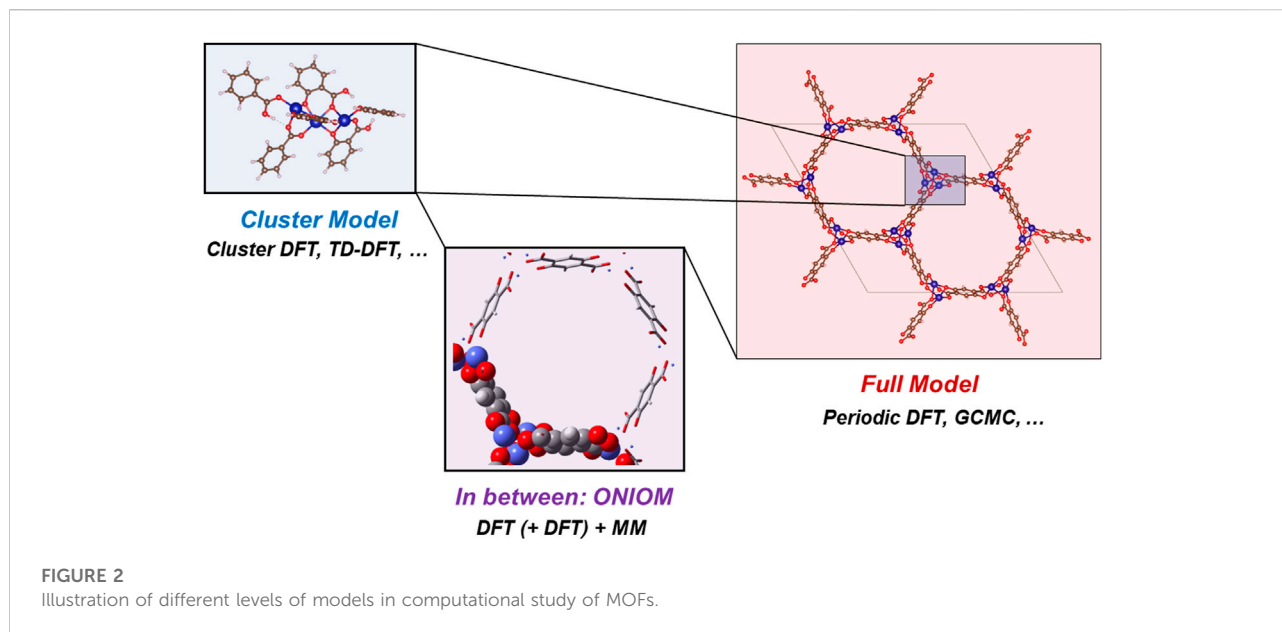 Cluster Model
Cluster DFT, TD-DFT, ...
In between: ONIOM
DFT (+ DFT) + MM
Full Model
Periodic DFT, GCMC, ...
FIGURE 2
Illustration of different levels of models in computational study of MOFs.